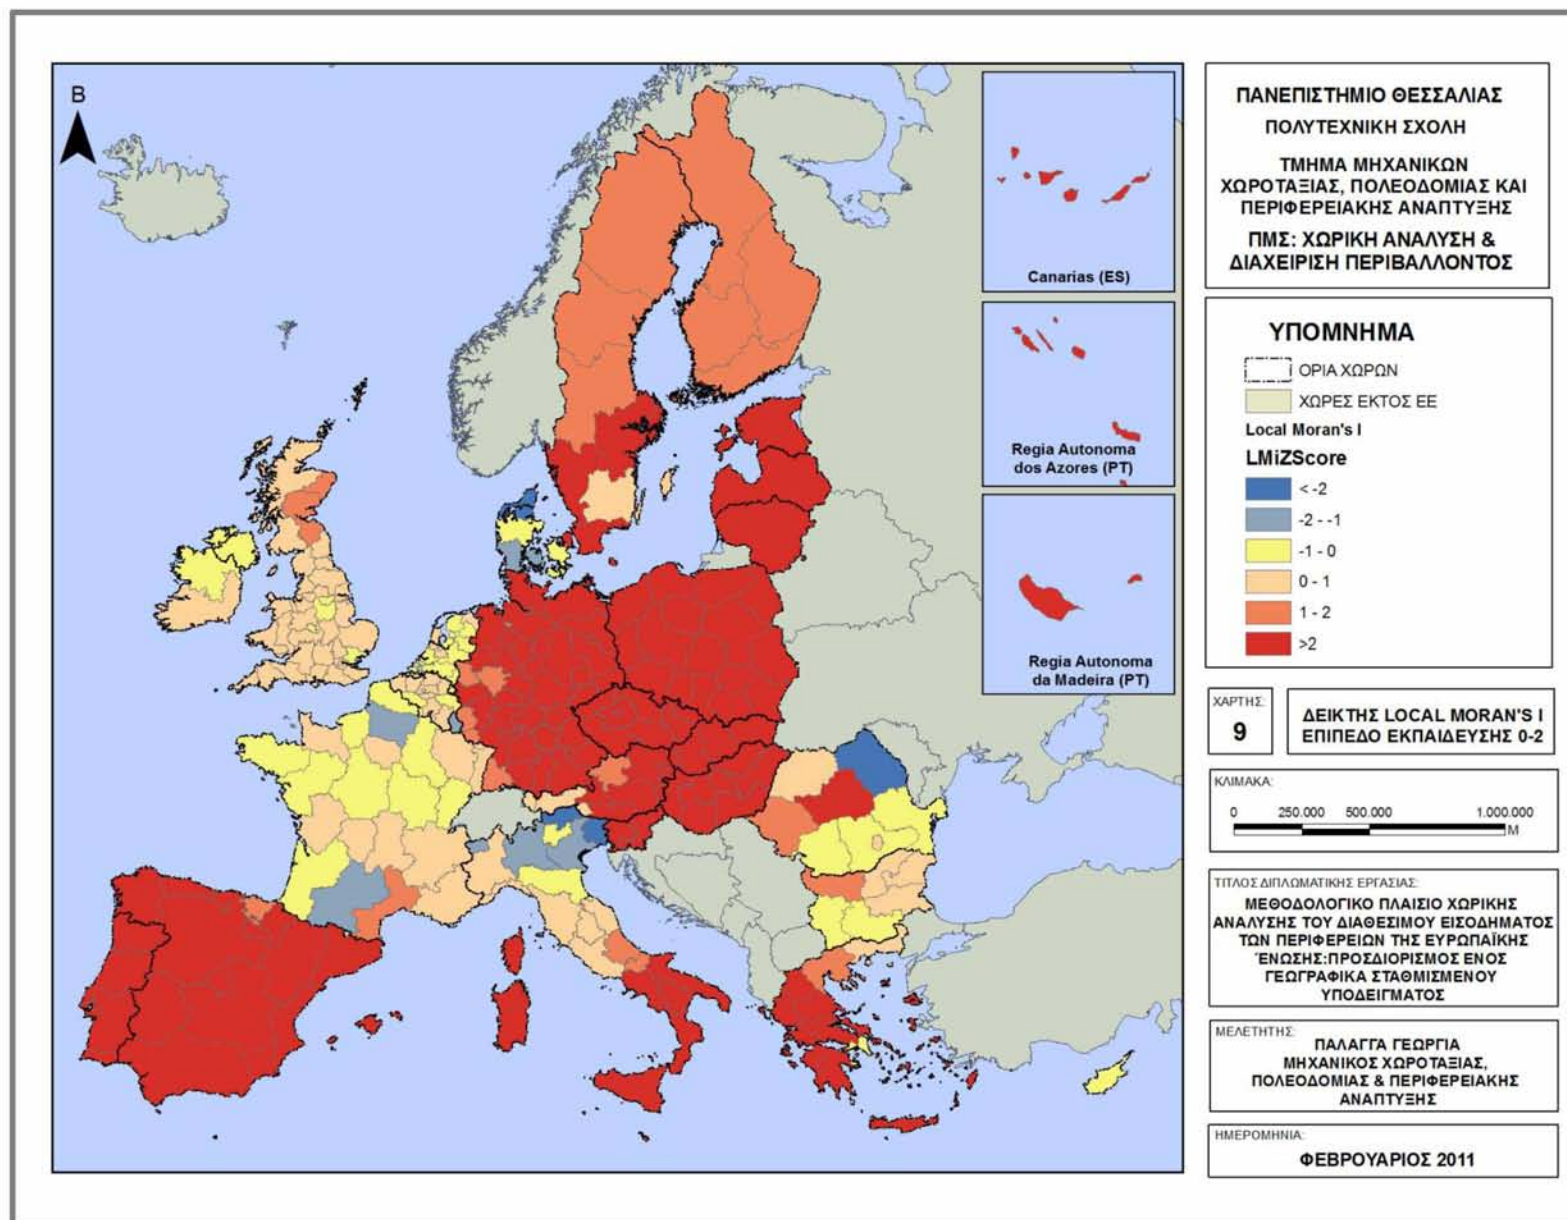 B
Canarias (ES)
Regia Autonoma
dos Azores (PT)
Regia Autonoma
da Madeira (PT)
ΠΑΝΕΠΙΣΤΗΜΙΟ ΘΕΣΣΑΛΙΑΣ
ΠΟΛΥΤΕΧΝΙΚΗ ΣΧΟΛΗ
ΤΜΗΜΑ ΜΗΧΑΝΙΚΩΝ
ΧΩΡΟΤΑΞΙΑΣ, ΠΟΛΕΟΔΟΜΙΑΣ ΚΑΙ
ΠΕΡΙΦΕΡΕΙΑΚΗΣ ΑΝΑΠΤΥΞΗΣ
ΠΜΣ: ΧΩΡΙΚΗ ΑΝΑΛΥΣΗ &
ΔΙΑΧΕΙΡΙΣΗ ΠΕΡΙΒΑΛΛΟΝΤΟΣ
ΥΠΟΜΝΗΜΑ
ΟΡΙΑ ΧΩΡΩΝ
ΧΩΡΕΣ ΕΚΤΟΣ ΕΕ
Local Moran's I
LMiZScore
< -2
-2 - -1
-1 - 0
0 - 1
1 - 2
>2
ΧΑΡΤΗΣ:
9
ΔΕΙΚΤΗΣ LOCAL MORAN'S I
ΕΠΙΠΕΔΟ ΕΚΠΑΙΔΕΥΣΗΣ 0-2
ΚΛΙΜΑΚΑ:
0 250.000 500.000 1.000.000
M
ΤΙΤΛΟΣ ΔΙΠΛΩΜΑΤΙΚΗΣ ΕΡΓΑΣΙΑΣ:
ΜΕΘΟΔΟΛΟΓΙΚΟ ΠΛΑΙΣΙΟ ΧΩΡΙΚΗΣ
ΑΝΑΛΥΣΗΣ ΤΟΥ ΔΙΑΘΕΣΙΜΟΥ ΕΙΣΟΔΗΜΑΤΟΣ
ΤΩΝ ΠΕΡΙΦΕΡΕΙΩΝ ΤΗΣ ΕΥΡΩΠΑΪΚΗΣ
ΈΝΩΣΗΣ:ΠΡΟΣΔΙΟΡΙΣΜΟΣ ΕΝΟΣ
ΓΕΩΓΡΑΦΙΚΑ ΣΤΑΘΜΙΣΜΕΝΟΥ
ΥΠΟΔΕΙΓΜΑΤΟΣ
ΜΕΛΕΤΗΤΗΣ:
ΠΑΛΑΓΓΑ ΓΕΩΡΓΙΑ
ΜΗΧΑΝΙΚΟΣ ΧΩΡΟΤΑΞΙΑΣ,
ΠΟΛΕΟΔΟΜΙΑΣ & ΠΕΡΙΦΕΡΕΙΑΚΗΣ
ΑΝΑΠΤΥΞΗΣ
ΗΜΕΡΟΜΗΝΙΑ:
ΦΕΒΡΟΥΑΡΙΟΣ 2011